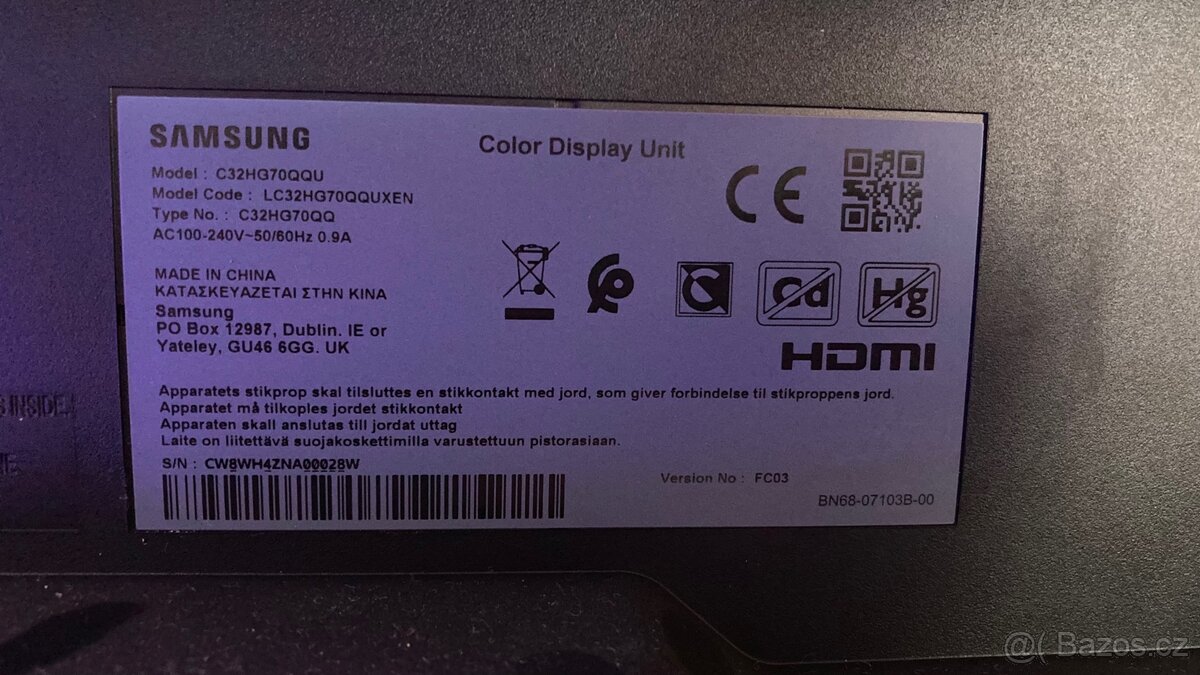 SAMSUNG
Color Display Unit
Model : C32HG70QQU
Model Code : LC32HG70QQUXEN
Type No. : C32HG70QQ
AC100-240V~50/60Hz 0.9A
CE
MADE IN CHINA
ΚΑΤΑΣΚΕΥΑΖΕΤΑΙ ΣΤΗΝ ΚΙΝΑ
Samsung
PO Box 12987, Dublin. IE or
Yateley, GU46 6GG. UK
Cd
Hg
HDMI
Apparatets stikprop skal tilsluttes en stikkontakt med jord, som giver forbindelse til stikproppens jord.
Apparatet må tilkoples jordet stikkontakt
Apparaten skall anslutas till jordat uttag
Laite on liitettävä suojakoskettimilla varustettuun pistorasiaan.
S/N : CW8WH4ZNA00028W
Version No : FC03
BN68-07103B-00
INSIDE
@( Bazos.cz